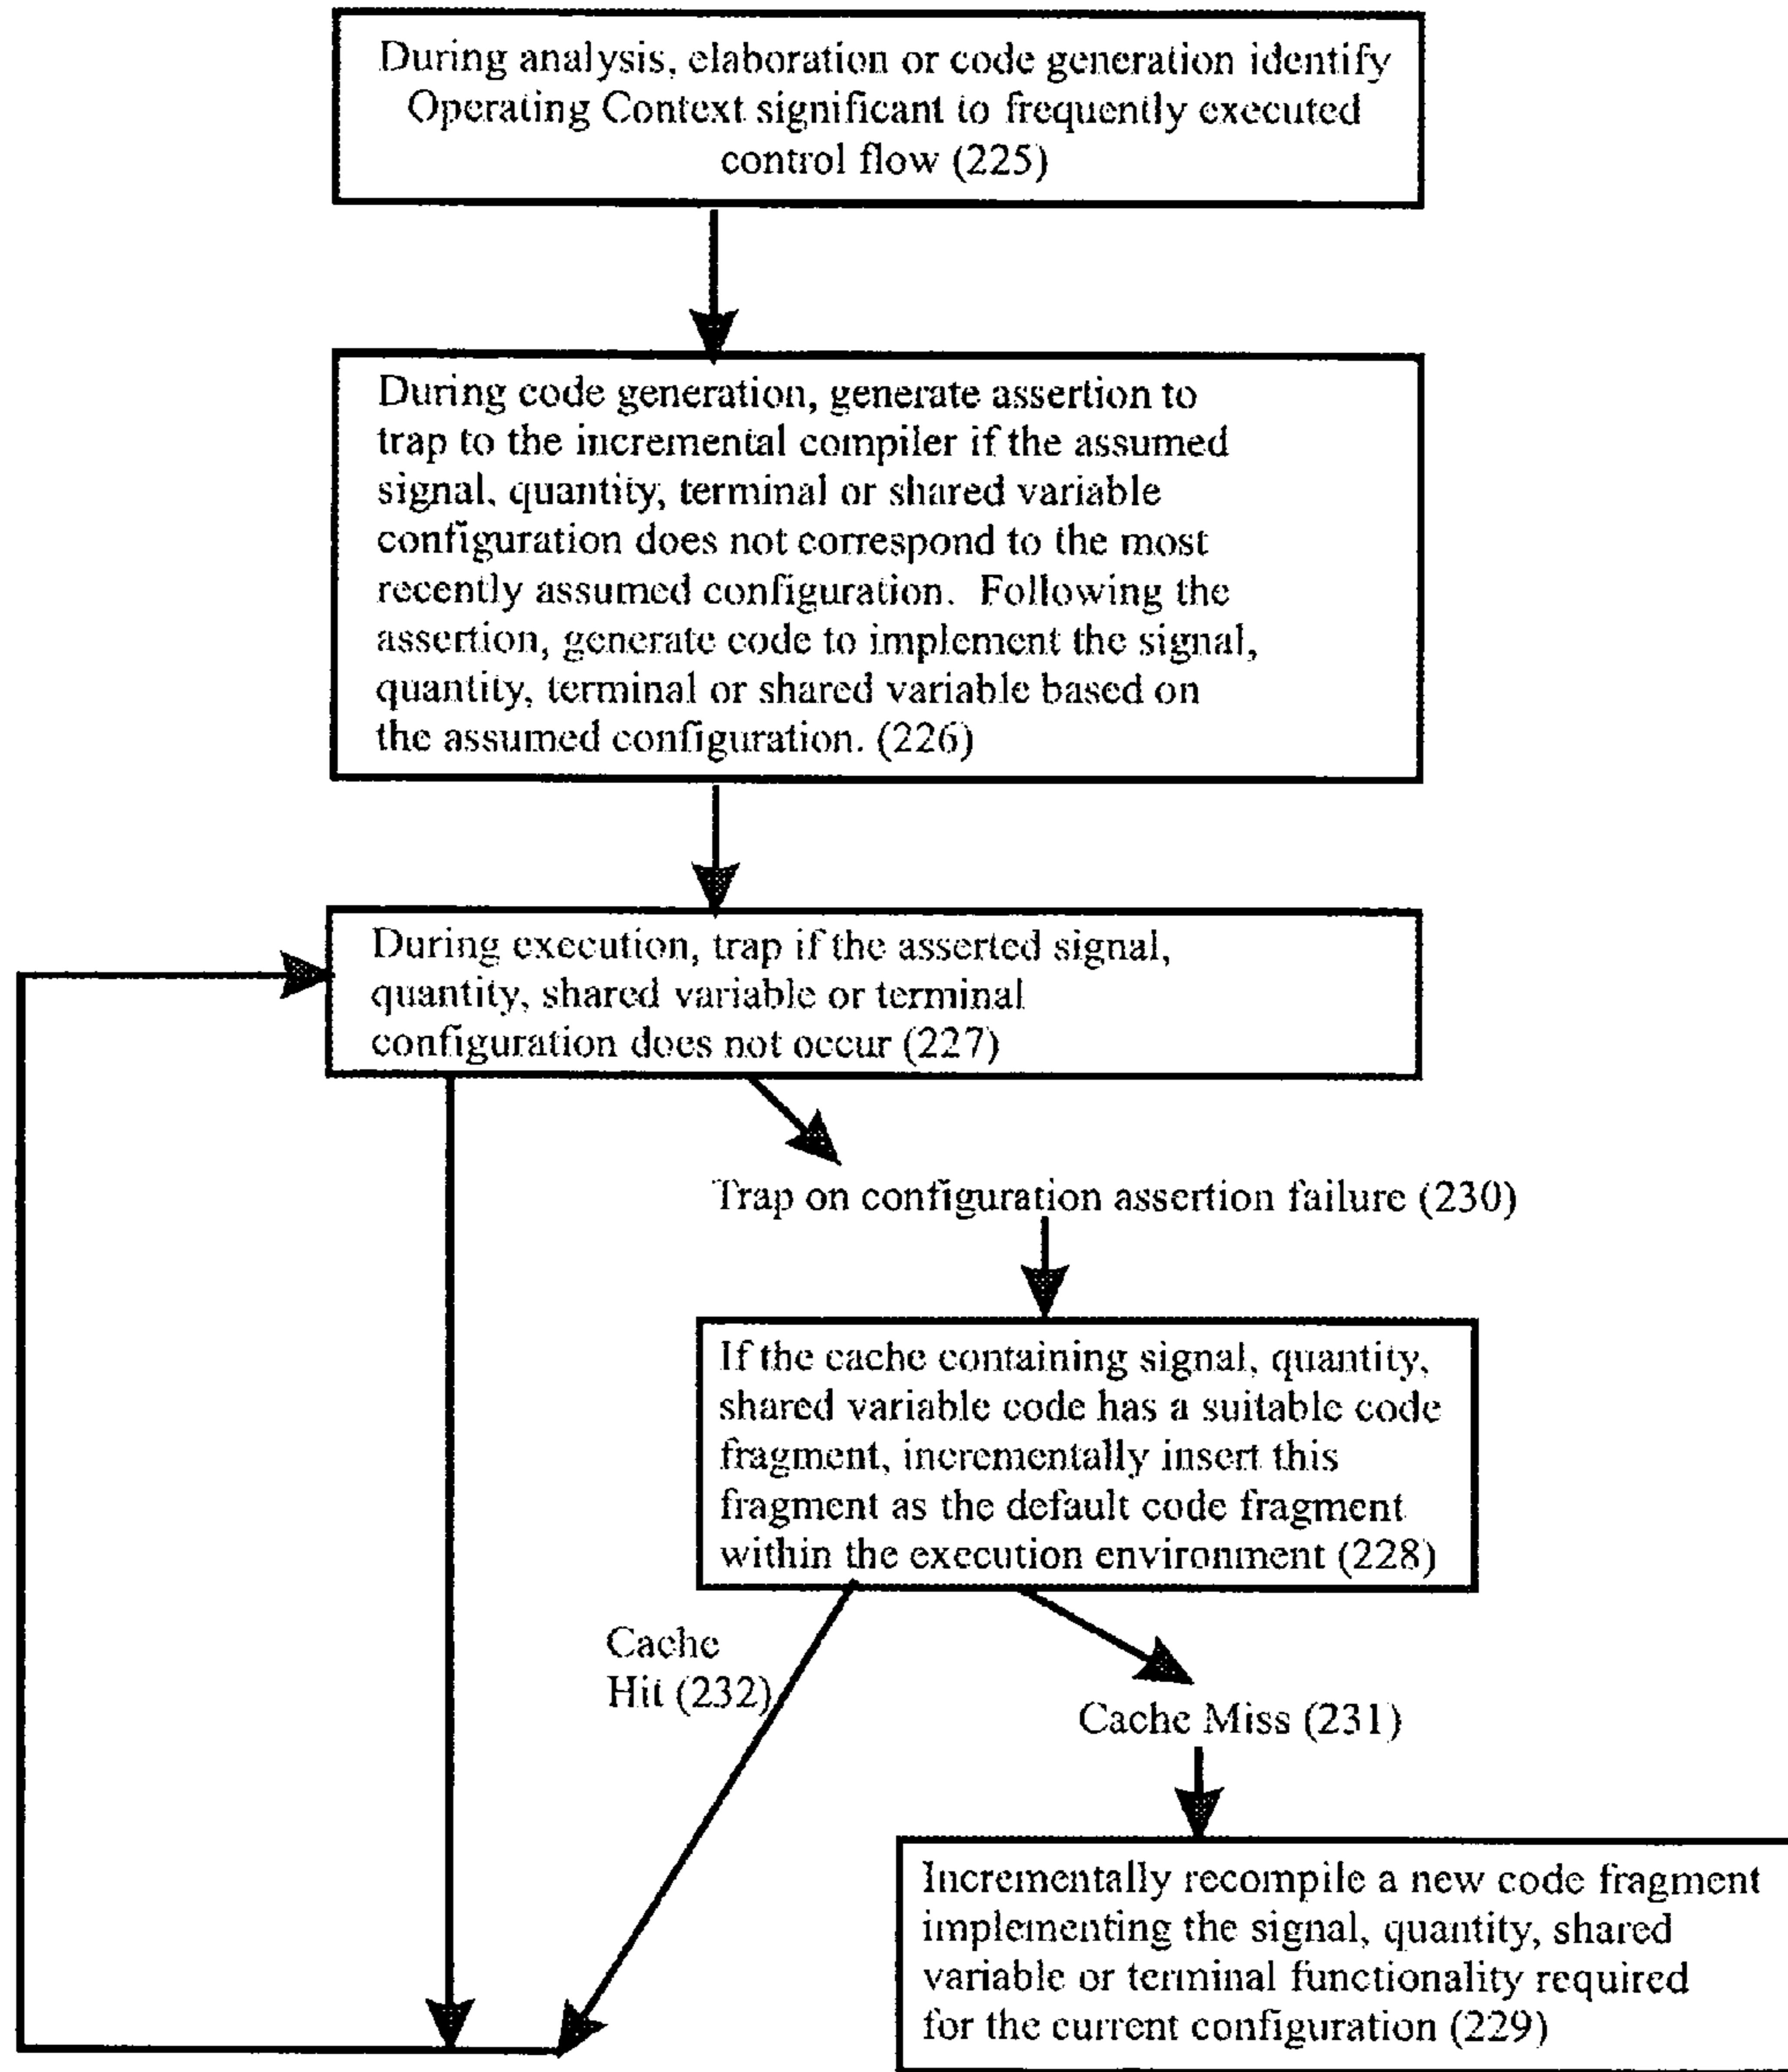 During analysis, elaboration or code generation identify
Operating Context significant to frequently executed
control flow (225)
During code generation, generate assertion to
trap to the incremental compiler if the assumed
signal, quantity, terminal or shared variable
configuration does not correspond to the most
recently assumed configuration.  Following the
assertion, generate code to implement the signal,
quantity, terminal or shared variable based on
the assumed configuration. (226)
During execution, trap if the asserted signal,
quantity, shared variable or terminal
configuration does not occur (227)
Trap on configuration assertion failure (230)
If the cache containing signal, quantity,
shared variable code has a suitable code
fragment, incrementally insert this
fragment as the default code fragment
within the execution environment (228)
Cache
Hit (232)
Cache Miss (231)
Incrementally recompile a new code fragment
implementing the signal, quantity, shared
variable or terminal functionality required
for the current configuration (229)